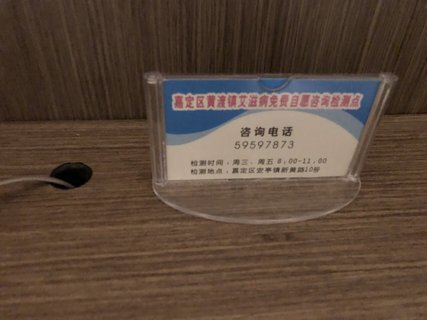 嘉定区黄渡镇艾滋病免费自愿咨询检测点
咨询电话
59597873
检测时间：周三、周五 8:00-11:00
检测地点：嘉定区安亭镇新黄路10号